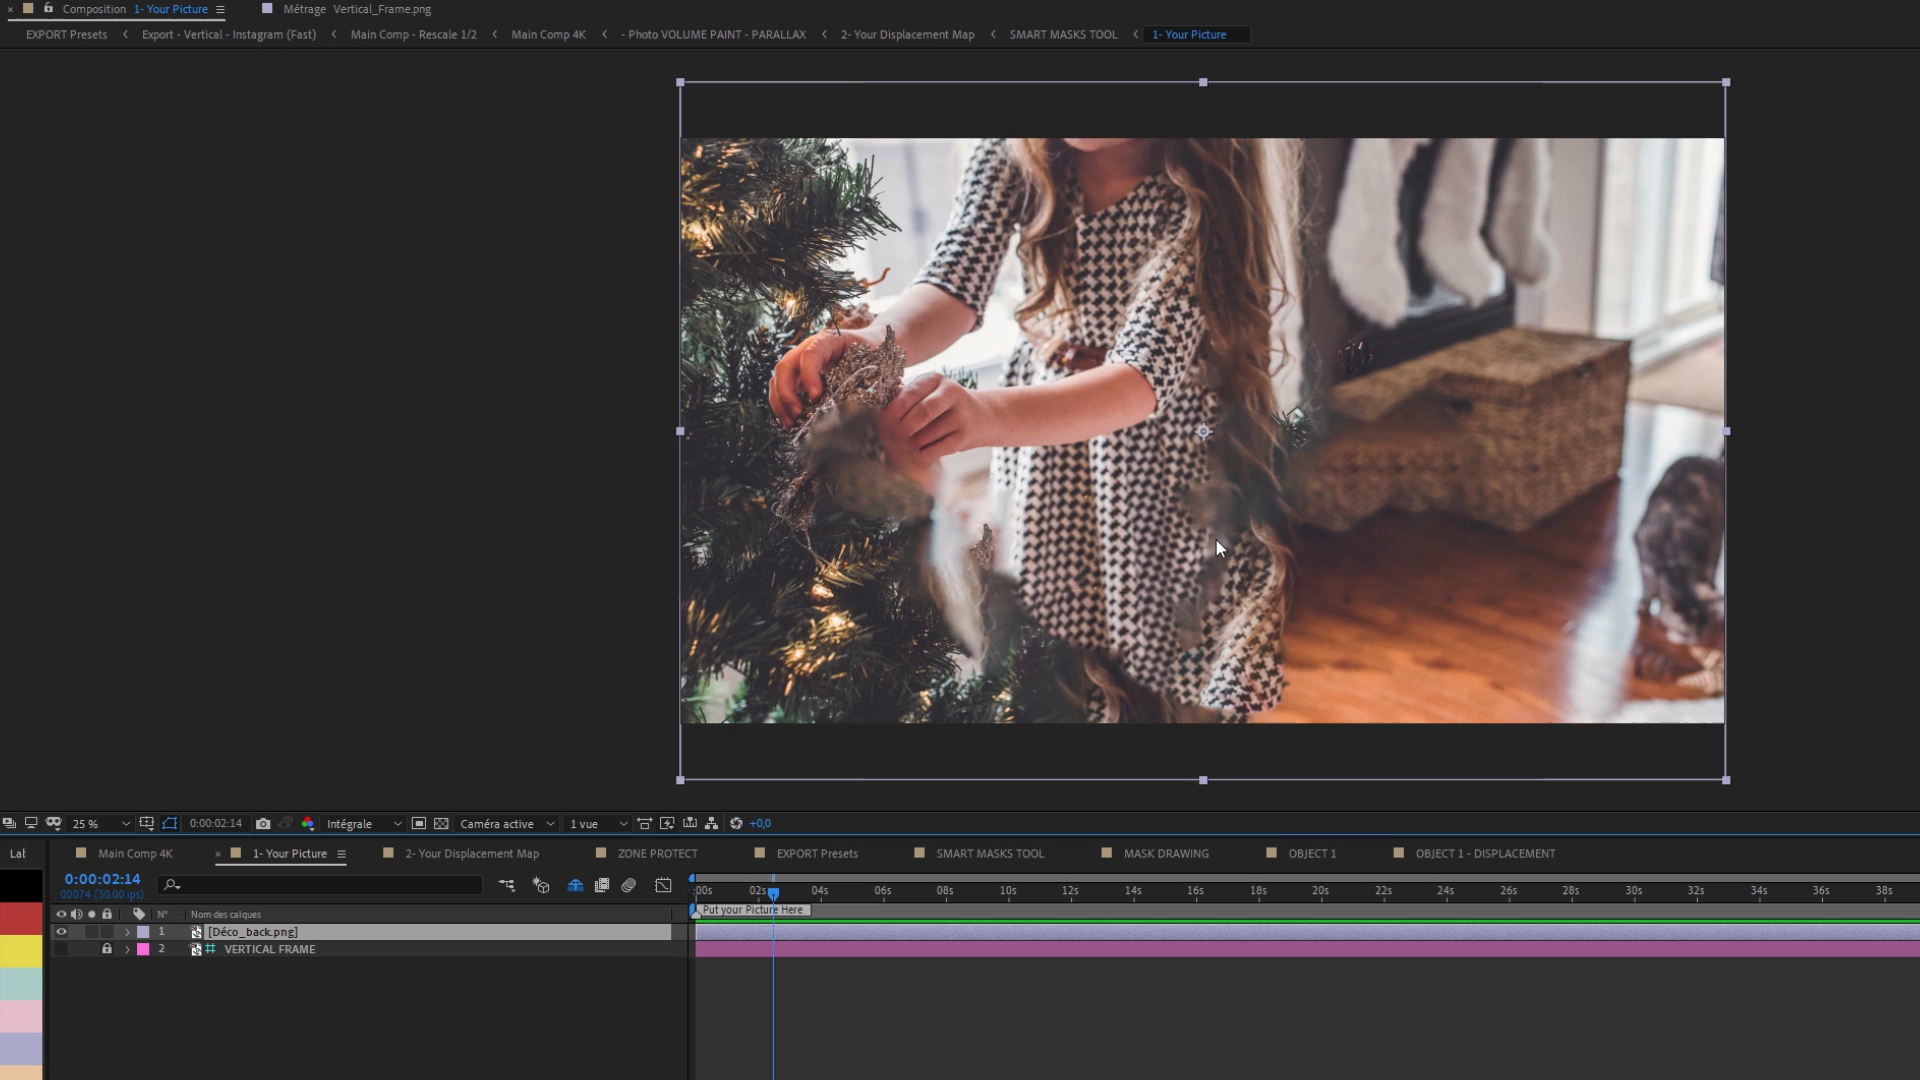 Composition 1- Your Picture Métrage Vertical_Frame.png
EXPORT Presets Export - Vertical - Instagram (Fast) Main Comp - Rescale 1/2 Main Comp 4K - Photo VOLUME PAINT - PARALLAX 2- Your Displacement Map SMART MASKS TOOL 1- Your Picture
25 % 0:00:02:14 Intégrale Caméra active 1 vue +0,0
Lal Main Comp 4K 1- Your Picture 2- Your Displacement Map ZONE PROTECT EXPORT Presets SMART MASKS TOOL MASK DRAWING OBJECT 1 OBJECT 1 - DISPLACEMENT
0:00:02:14
00074 (30.00 ips)
:00s 02s 04s 06s 08s 10s 12s 14s 16s 18s 20s 22s 24s 26s 28s 30s 32s 34s 36s 38s
Put your Picture Here
N° Nom des calques
1 [Déco_back.png]
2 VERTICAL FRAME